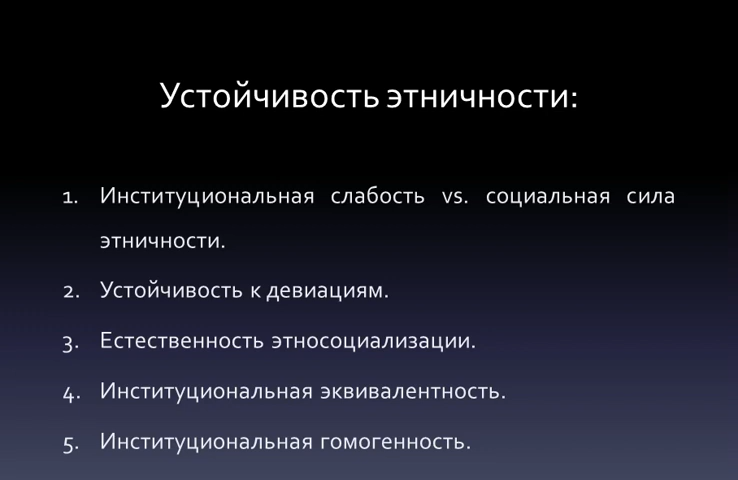 Устойчивость этничности:
1. Институциональная слабость vs. социальная сила
этничности.
2. Устойчивость к девиациям.
3. Естественность этносоциализации.
4. Институциональная эквивалентность.
5. Институциональная гомогенность.